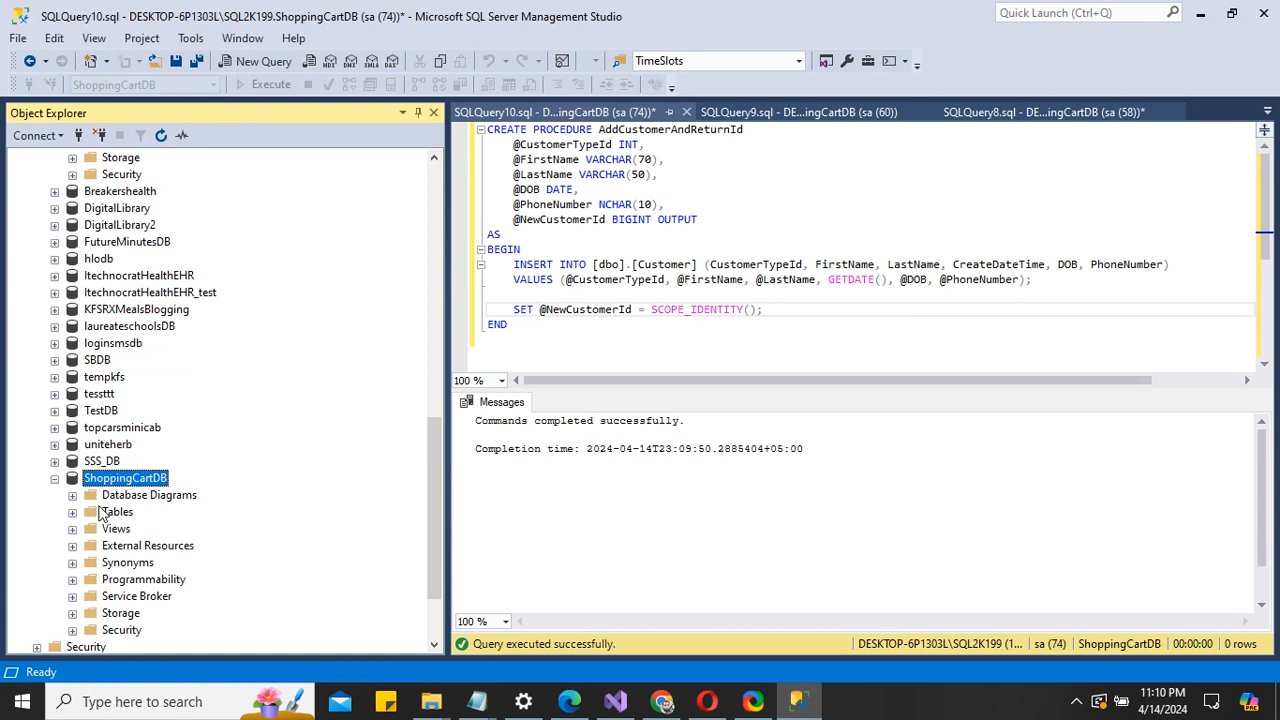 SQLQuery10.sql - DESKTOP-6P1303L\SQL2K199.ShoppingCartDB (sa (74))* - Microsoft SQL Server Management Studio
Quick Launch (Ctrl+Q)
File Edit View Project Tools Window Help
New Query MDX DMX XMLA DAX TimeSlots
ShoppingCartDB Execute
Object Explorer
Connect
Storage
Security
Breakershealth
DigitalLibrary
DigitalLibrary2
FutureMinutesDB
hlodb
ItechnocratHealthEHR
ItechnocratHealthEHR_test
KFSRXMealsBlogging
laureateschoolsDB
loginsmsdb
SBDB
tempkfs
tessttt
TestDB
topcarsminicab
uniteherb
SSS_DB
ShoppingCartDB
Database Diagrams
Tables
Views
External Resources
Synonyms
Programmability
Service Broker
Storage
Security
Security
SQLQuery10.sql - D...ingCartDB (sa (74))* SQLQuery9.sql - DE...ingCartDB (sa (60)) SQLQuery8.sql - DE...ingCartDB (sa (58))*
CREATE PROCEDURE AddCustomerAndReturnId
@CustomerTypeId INT,
@FirstName VARCHAR(70),
@LastName VARCHAR(50),
@DOB DATE,
@PhoneNumber NCHAR(10),
@NewCustomerId BIGINT OUTPUT
AS
BEGIN
INSERT INTO [dbo].[Customer] (CustomerTypeId, FirstName, LastName, CreateDateTime, DOB, PhoneNumber)
VALUES (@CustomerTypeId, @FirstName, @LastName, GETDATE(), @DOB, @PhoneNumber);
SET @NewCustomerId = SCOPE_IDENTITY();
END
100 %
Messages
Commands completed successfully.
Completion time: 2024-04-14T23:09:50.2885404+05:00
100 %
Query executed successfully. DESKTOP-6P1303L\SQL2K199 (1... sa (74) ShoppingCartDB 00:00:00 0 rows
Ready
Type here to search
11:10 PM
4/14/2024